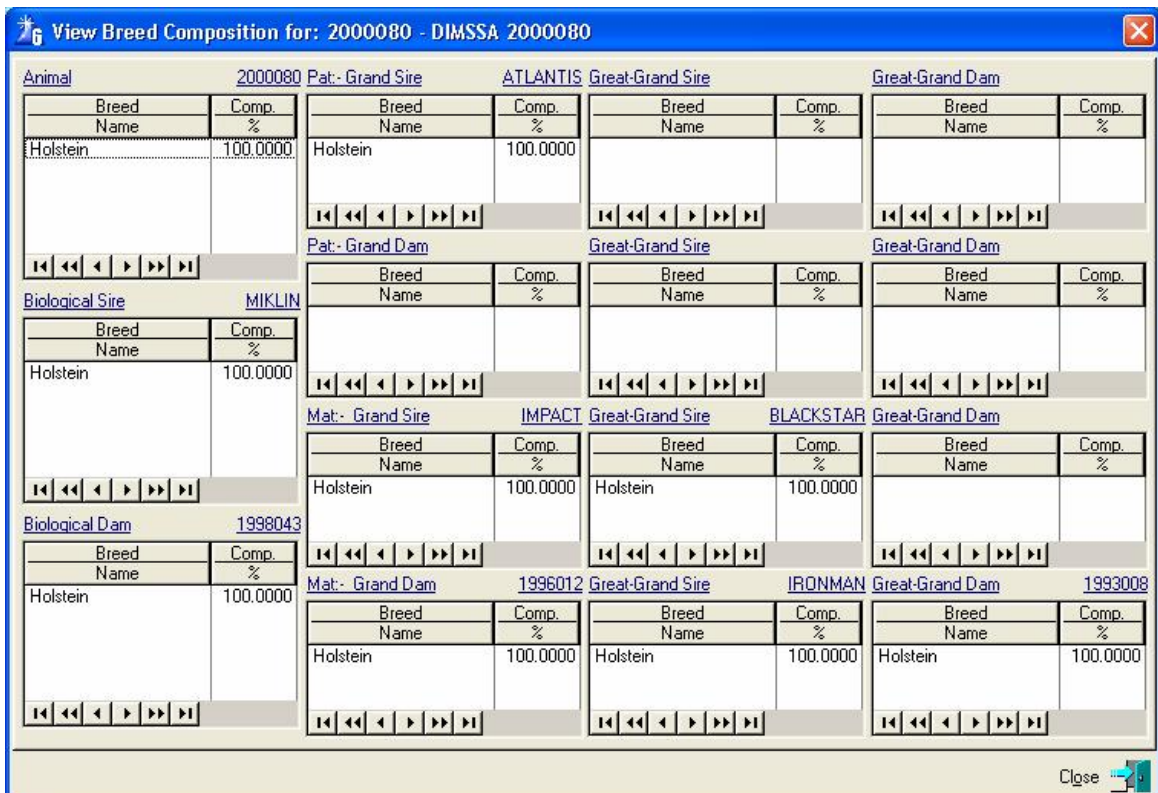 View Breed Composition for: 2000080 - DIMSSA 2000080
Animal 2000080
Breed Comp.
Name %
Holstein 100.0000
Biological Sire MIKLIN
Breed Comp.
Name %
Holstein 100.0000
Biological Dam 1998043
Breed Comp.
Name %
Holstein 100.0000
Pat:- Grand Sire ATLANTIS
Breed Comp.
Name %
Holstein 100.0000
Pat:- Grand Dam
Breed Comp.
Name %
Mat:- Grand Sire IMPACT
Breed Comp.
Name %
Holstein 100.0000
Mat:- Grand Dam 1996012
Breed Comp.
Name %
Holstein 100.0000
Great-Grand Sire
Breed Comp.
Name %
Great-Grand Sire
Breed Comp.
Name %
Great-Grand Sire BLACKSTAR
Breed Comp.
Name %
Holstein 100.0000
Great-Grand Sire IRONMAN
Breed Comp.
Name %
Holstein 100.0000
Great-Grand Dam
Breed Comp.
Name %
Great-Grand Dam
Breed Comp.
Name %
Great-Grand Dam
Breed Comp.
Name %
Great-Grand Dam 1993008
Breed Comp.
Name %
Holstein 100.0000
Close